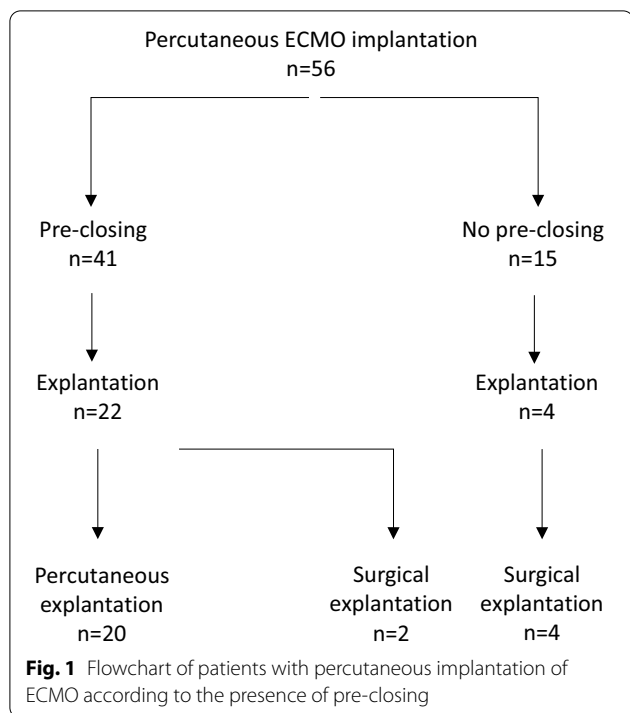 Percutaneous ECMO implantation
n=56
Pre-closing
n=41
No pre-closing
n=15
Explantation
n=22
Explantation
n=4
Percutaneous
explantation
n=20
Surgical
explantation
n=2
Surgical
explantation
n=4
Fig. 1 Flowchart of patients with percutaneous implantation of
ECMO according to the presence of pre-closing